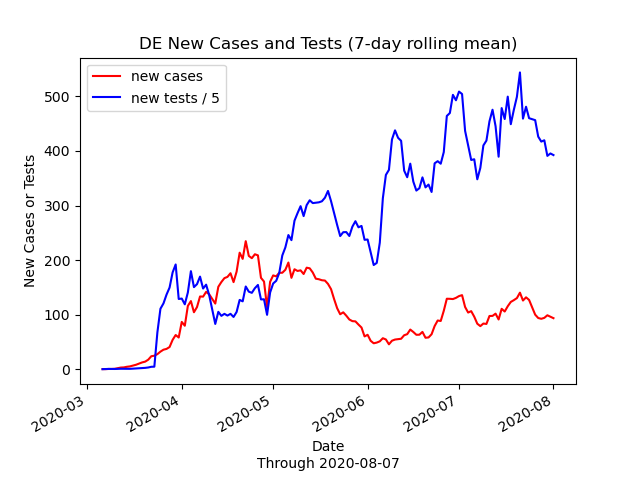 DE New Cases and Tests (7-day rolling mean)
new cases
new tests / 5
500
400
300
200
100
0
New Cases or Tests
2020-03
2020-04
2020-05
2020-06
2020-07
2020-08
Date
Through 2020-08-07